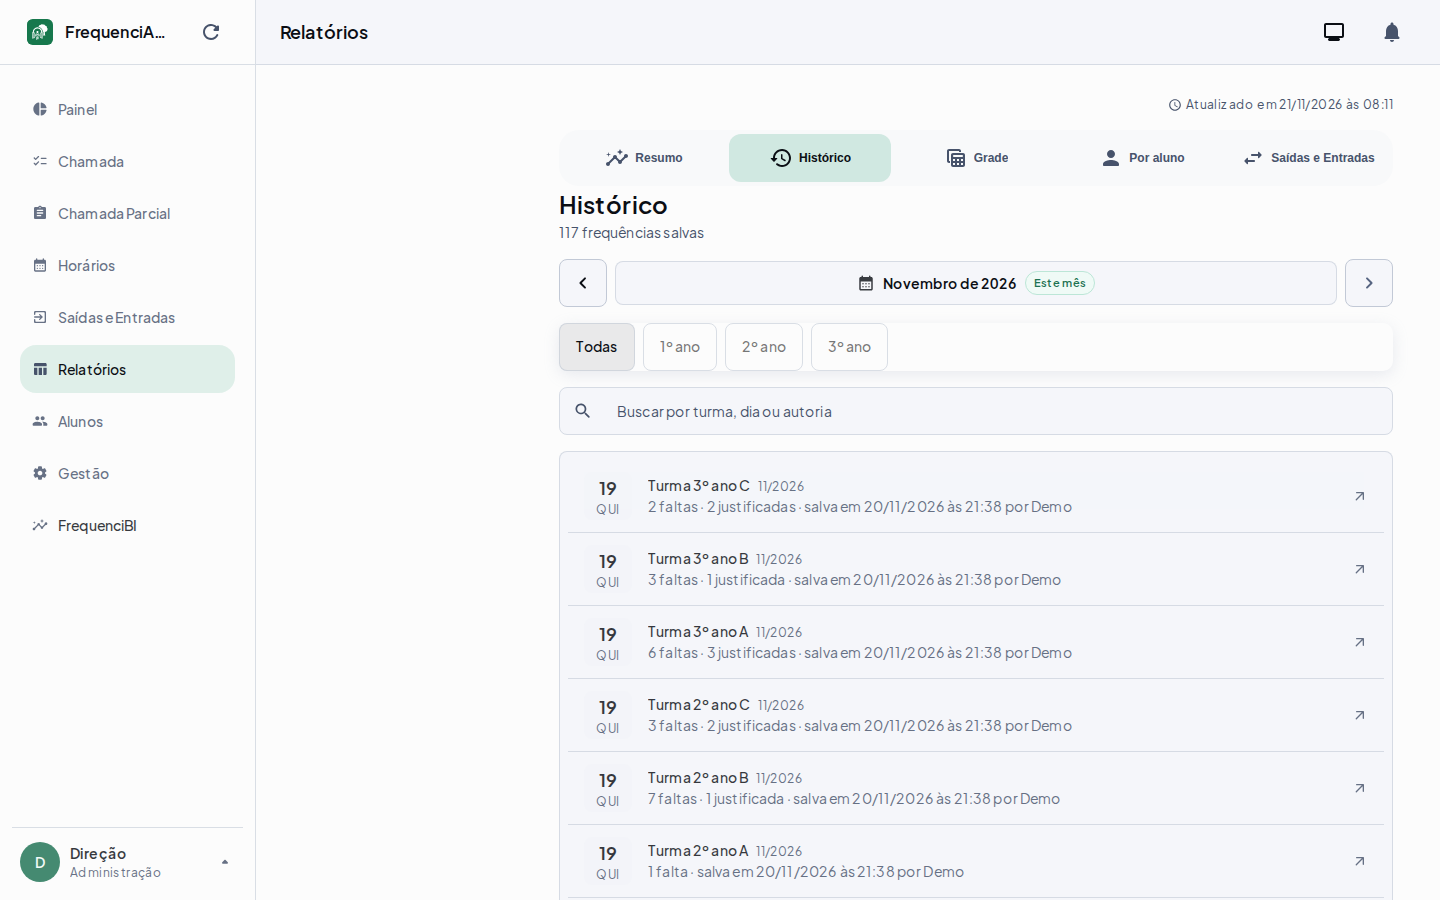 FrequenciA...
Relatórios
Painel
Chamada
Chamada Parcial
Horários
Saídas e Entradas
Relatórios
Alunos
Gestão
FrequenciBI
D
Direção
Administração
Atualizado em 21/11/2026 às 08:11
Resumo
Histórico
Grade
Por aluno
Saídas e Entradas
Histórico
117 frequências salvas
Novembro de 2026 Este mês
Todas
1º ano
2º ano
3º ano
Buscar por turma, dia ou autoria
19 QUI
Turma 3º ano C 11/2026
2 faltas · 2 justificadas · salva em 20/11/2026 às 21:38 por Demo
19 QUI
Turma 3º ano B 11/2026
3 faltas · 1 justificada · salva em 20/11/2026 às 21:38 por Demo
19 QUI
Turma 3º ano A 11/2026
6 faltas · 3 justificadas · salva em 20/11/2026 às 21:38 por Demo
19 QUI
Turma 2º ano C 11/2026
3 faltas · 2 justificadas · salva em 20/11/2026 às 21:38 por Demo
19 QUI
Turma 2º ano B 11/2026
7 faltas · 1 justificada · salva em 20/11/2026 às 21:38 por Demo
19 QUI
Turma 2º ano A 11/2026
1 falta · salva em 20/11/2026 às 21:38 por Demo